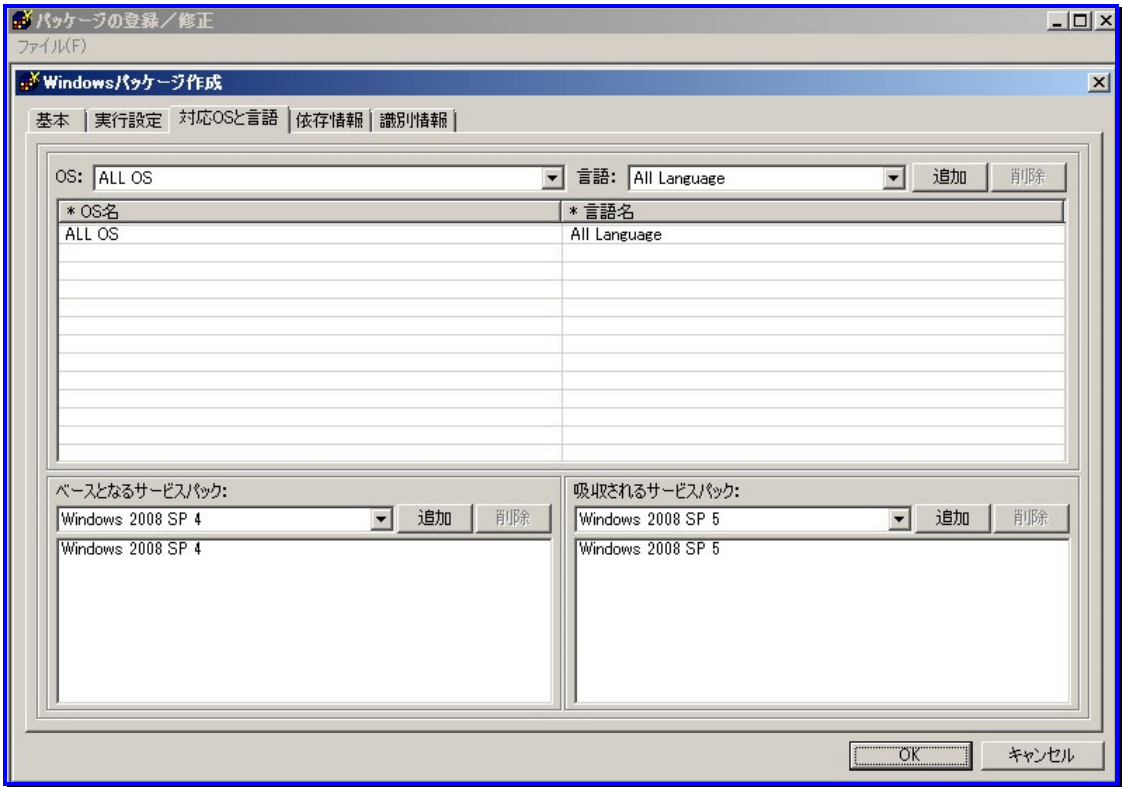 パッケージの登録／修正
ファイル(F)
Windowsパッケージ作成
基本 実行設定 対応OSと言語 依存情報 識別情報
OS: ALL OS 言語: All Language 追加 削除
* OS名 * 言語名
ALL OS All Language
ベースとなるサービスパック: 吸収されるサービスパック:
Windows 2008 SP 4 追加 削除 Windows 2008 SP 5 追加 削除
Windows 2008 SP 4 Windows 2008 SP 5
OK キャンセル